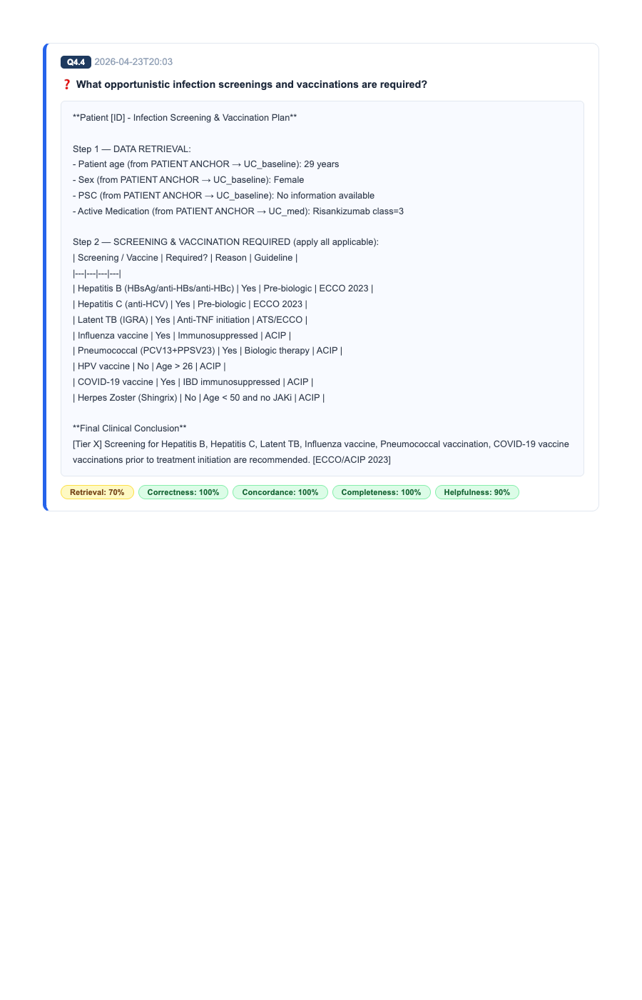 Q4.4 2026-04-23T20:03
❓ What opportunistic infection screenings and vaccinations are required?
**Patient [ID] - Infection Screening & Vaccination Plan**
Step 1 — DATA RETRIEVAL:
- Patient age (from PATIENT ANCHOR → UC_baseline): 29 years
- Sex (from PATIENT ANCHOR → UC_baseline): Female
- PSC (from PATIENT ANCHOR → UC_baseline): No information available
- Active Medication (from PATIENT ANCHOR → UC_med): Risankizumab class=3
Step 2 — SCREENING & VACCINATION REQUIRED (apply all applicable):
| Screening / Vaccine | Required? | Reason | Guideline |
|---|---|---|---|
| Hepatitis B (HBsAg/anti-HBs/anti-HBc) | Yes | Pre-biologic | ECCO 2023 |
| Hepatitis C (anti-HCV) | Yes | Pre-biologic | ECCO 2023 |
| Latent TB (IGRA) | Yes | Anti-TNF initiation | ATS/ECCO |
| Influenza vaccine | Yes | Immunosuppressed | ACIP |
| Pneumococcal (PCV13+PPSV23) | Yes | Biologic therapy | ACIP |
| HPV vaccine | No | Age > 26 | ACIP |
| COVID-19 vaccine | Yes | IBD immunosuppressed | ACIP |
| Herpes Zoster (Shingrix) | No | Age < 50 and no JAKi | ACIP |
**Final Clinical Conclusion**
[Tier X] Screening for Hepatitis B, Hepatitis C, Latent TB, Influenza vaccine, Pneumococcal vaccination, COVID-19 vaccine
vaccinations prior to treatment initiation are recommended. [ECCO/ACIP 2023]
Retrieval: 70% Correctness: 100% Concordance: 100% Completeness: 100% Helpfulness: 90%